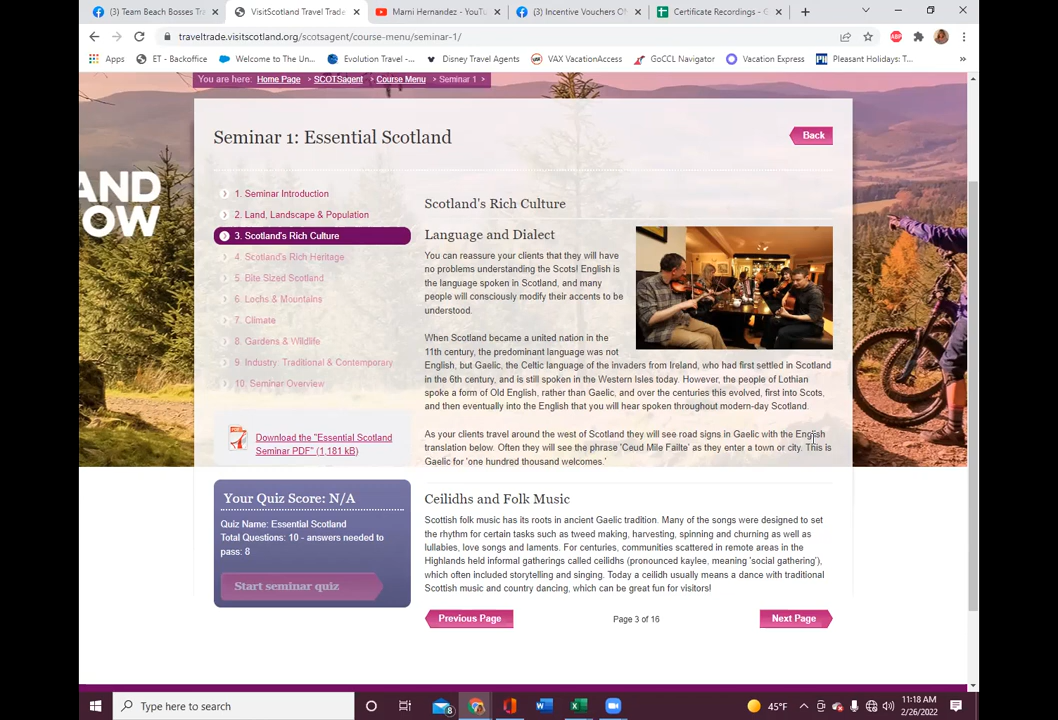 (3) Team Beach Bosses Tra
VisitScotland Travel Trade
Marni Hernandez - YouTu
(3) Incentive Vouchers ON
Certificate Recordings - G
traveltrade.visitscotland.org/scotsagent/course-menu/seminar-1/
Apps
ET - Backoffice
Welcome to The Un...
Evolution Travel -...
Disney Travel Agents
VAX VacationAccess
GoCCL Navigator
Vacation Express
Pleasant Holidays: T...
You are here: Home Page > SCOTSagent > Course Menu > Seminar 1 >
AND
OW
Seminar 1: Essential Scotland
Back
1. Seminar Introduction
2. Land, Landscape & Population
3. Scotland's Rich Culture
4. Scotland's Rich Heritage
5. Bite Sized Scotland
6. Lochs & Mountains
7. Climate
8. Gardens & Wildlife
9. Industry Traditional & Contemporary
10. Seminar Overview
Download the "Essential Scotland
Seminar PDF" (1,181 kB)
Your Quiz Score: N/A
Quiz Name: Essential Scotland
Total Questions: 10 - answers needed to
pass: 8
Start seminar quiz
Scotland's Rich Culture
Language and Dialect
You can reassure your clients that they will have
no problems understanding the Scots! English is
the language spoken in Scotland, and many
people will consciously modify their accents to be
understood.
When Scotland became a united nation in the
11th century, the predominant language was not
English, but Gaelic, the Celtic language of the invaders from Ireland, who had first settled in Scotland
in the 6th century, and is still spoken in the Western Isles today. However, the people of Lothian
spoke a form of Old English, rather than Gaelic, and over the centuries this evolved, first into Scots,
and then eventually into the English that you will hear spoken throughout modern-day Scotland.
As your clients travel around the west of Scotland they will see road signs in Gaelic with the English
translation below. Often they will see the phrase 'Ceud Mile Failte' as they enter a town or city. This is
Gaelic for 'one hundred thousand welcomes.'
Ceilidhs and Folk Music
Scottish folk music has its roots in ancient Gaelic tradition. Many of the songs were designed to set
the rhythm for certain tasks such as tweed making, harvesting, spinning and churning as well as
lullabies, love songs and laments. For centuries, communities scattered in remote areas in the
Highlands held informal gatherings called ceilidhs (pronounced kaylee, meaning 'social gathering'),
which often included storytelling and singing. Today a ceilidh usually means a dance with traditional
Scottish music and country dancing, which can be great fun for visitors!
Previous Page
Page 3 of 16
Next Page
Type here to search
8
45°F
11:18 AM
2/26/2022